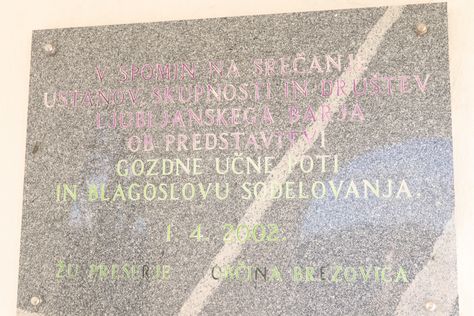 V SPOMIN NA SREČANJE
USTANOV, SKUPNOSTI IN DRUŠTEV
LJUBLJANSKEGA BARJA
OB PREDSTAVITVI
GOZDNE UČNE POTI
IN BLAGOSLOVU SODELOVANJA.
1. 4. 2002.
ŽU PRESERJE OBČINA BREZOVICA